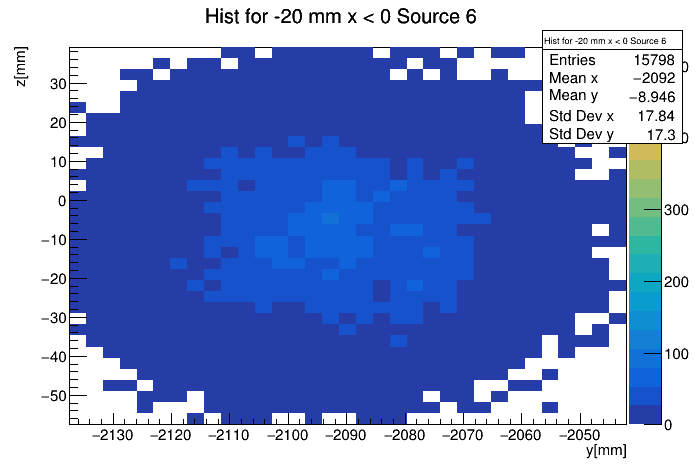 Hist for -20 mm x < 0 Source 6
z[mm]
Hist for -20 mm x < 0 Source 6
Entries 15798
Mean x −2092
Mean y −8.946
Std Dev x 17.84
Std Dev y 17.3
30
20
10
0
−10
−20
−30
−40
−50
−2130 −2120 −2110 −2100 −2090 −2080 −2070 −2060 −2050
y[mm]
0
0
300
200
100
0